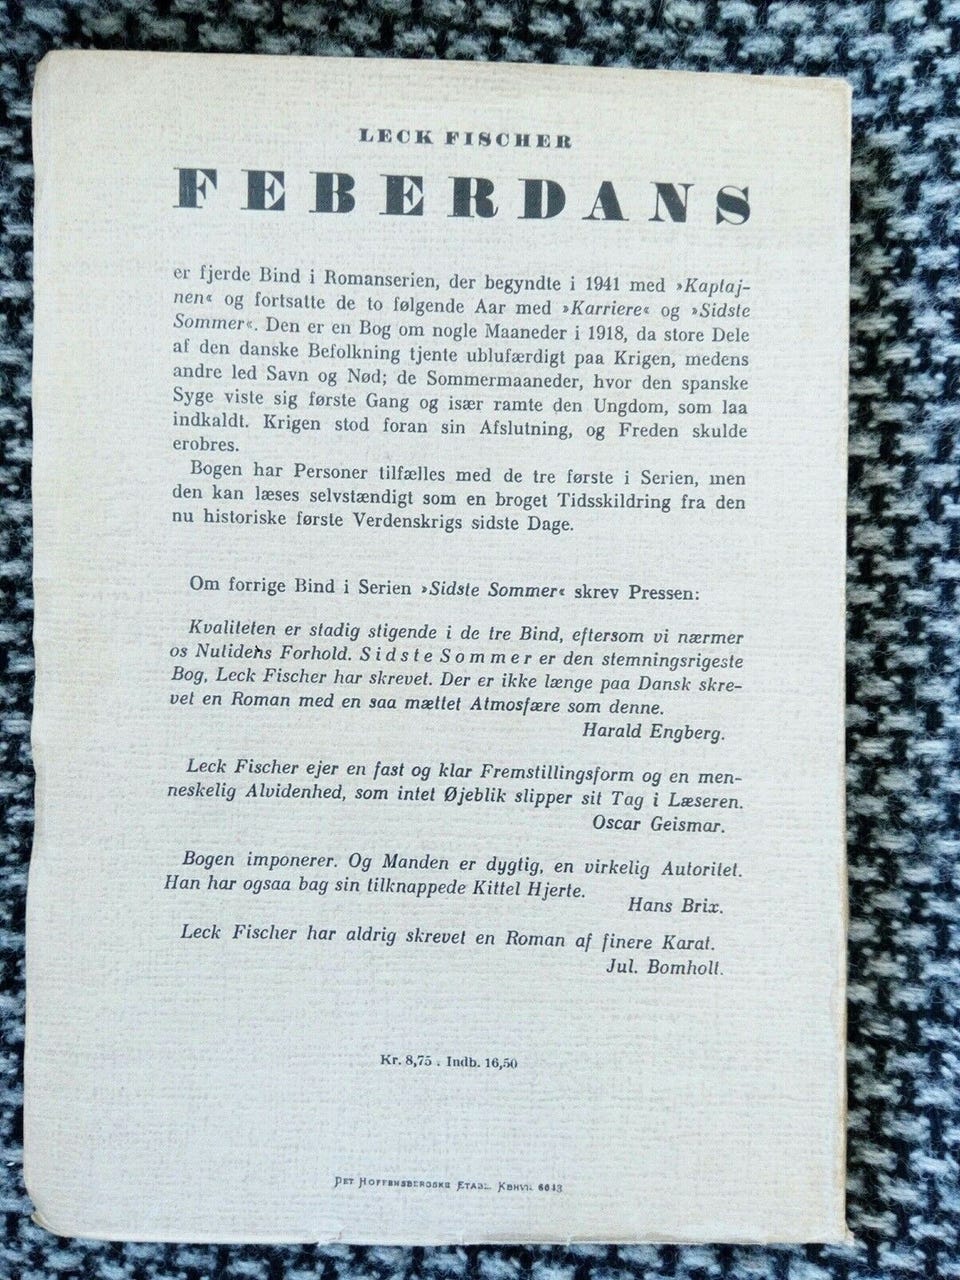 LECK FISCHER
FEBERDANS
er fjerde Bind i Romanserien, der begyndte i 1941 med »Kaptaj-
nen« og fortsatte de to følgende Aar med »Karriere« og »Sidste
Sommer«. Den er en Bog om nogle Maaneder i 1918, da store Dele
af den danske Befolkning tjente ublufærdigt paa Krigen, medens
andre led Savn og Nød; de Sommermaaneder, hvor den spanske
Syge viste sig første Gang og især ramte den Ungdom, som laa
indkaldt. Krigen stod foran sin Afslutning, og Freden skulde
erobres.
Bogen har Personer tilfælles med de tre første i Serien, men
den kan læses selvstændigt som en broget Tidsskildring fra den
nu historiske første Verdenskrigs sidste Dage.
Om forrige Bind i Serien »Sidste Sommer« skrev Pressen:
Kvaliteten er stadig stigende i de tre Bind, eftersom vi nærmer
os Nutidens Forhold. Sidste Sommer er den stemningsrigeste
Bog, Leck Fischer har skrevet. Der er ikke længe paa Dansk skre-
vet en Roman med en saa mættet Atmosfære som denne.
Harald Engberg.
Leck Fischer ejer en fast og klar Fremstillingsform og en men-
neskelig Alvidenhed, som intet Øjeblik slipper sit Tag i Læseren.
Oscar Geismar.
Bogen imponerer. Og Manden er dygtig, en virkelig Autoritet.
Han har ogsaa bag sin tilknappede Kittel Hjerte.
Hans Brix.
Leck Fischer har aldrig skrevet en Roman af finere Karat.
Jul. Bomholt.
Kr. 8,75 . Indb. 16,50
DET HOFFENSBERGSKE ETABL. KBHVN.